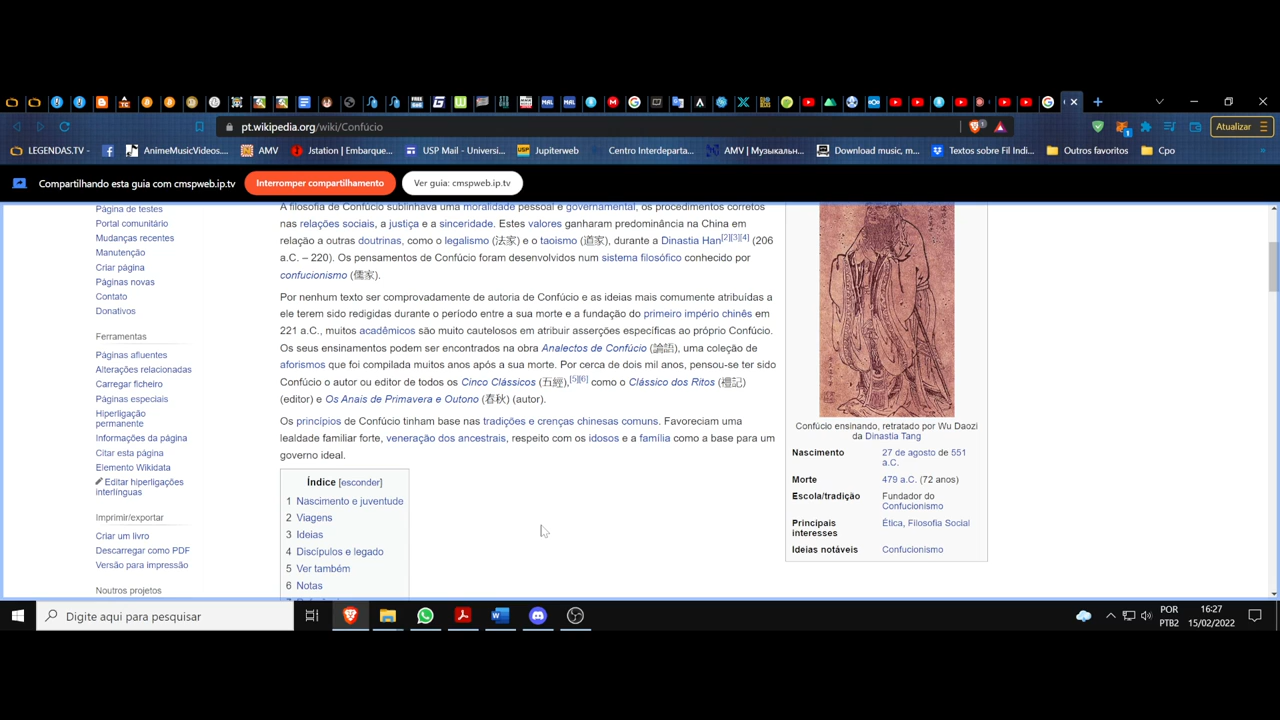 pt.wikipedia.org/wiki/Confúcio
Atualizar
LEGENDAS.TV -
AnimeMusicVideos...
AMV
Jstation | Embarque...
USP Mail - Universi...
Jupiterweb
Centro Interdeparta...
AMV | Музыкальн...
Download music, m...
Textos sobre Fil Indi...
Outros favoritos
Cpo
Compartilhando esta guia com cmspweb.ip.tv
Interromper compartilhamento
Ver guia: cmspweb.ip.tv
Página de testes
Portal comunitário
Mudanças recentes
Manutenção
Criar página
Páginas novas
Contato
Donativos
Ferramentas
Páginas afluentes
Alterações relacionadas
Carregar ficheiro
Páginas especiais
Hiperligação
permanente
Informações da página
Citar esta página
Elemento Wikidata
Editar hiperligações
interlínguas
Imprimir/exportar
Criar um livro
Descarregar como PDF
Versão para impressão
Noutros projetos
A filosofia de Confúcio sublinhava uma moralidade pessoal e governamental, os procedimentos corretos
nas relações sociais, a justiça e a sinceridade. Estes valores ganharam predominância na China em
relação a outras doutrinas, como o legalismo (法家) e o taoismo (道家), durante a Dinastia Han[2][3][4] (206
a.C. – 220). Os pensamentos de Confúcio foram desenvolvidos num sistema filosófico conhecido por
confucionismo (儒家).
Por nenhum texto ser comprovadamente de autoria de Confúcio e as ideias mais comumente atribuídas a
ele terem sido redigidas durante o período entre a sua morte e a fundação do primeiro império chinês em
221 a.C., muitos acadêmicos são muito cautelosos em atribuir asserções específicas ao próprio Confúcio.
Os seus ensinamentos podem ser encontrados na obra Analectos de Confúcio (論語), uma coleção de
aforismos que foi compilada muitos anos após a sua morte. Por cerca de dois mil anos, pensou-se ter sido
Confúcio o autor ou editor de todos os Cinco Clássicos (五經),[5][6] como o Clássico dos Ritos (禮記)
(editor) e Os Anais de Primavera e Outono (春秋) (autor).
Os princípios de Confúcio tinham base nas tradições e crenças chinesas comuns. Favoreciam uma
lealdade familiar forte, veneração dos ancestrais, respeito com os idosos e a família como a base para um
governo ideal.
Índice [esconder]
1 Nascimento e juventude
2 Viagens
3 Ideias
4 Discípulos e legado
5 Ver também
6 Notas
Confúcio ensinando, retratado por Wu Daozi
da Dinastia Tang
Nascimento 27 de agosto de 551
a.C.
Morte 479 a.C. (72 anos)
Escola/tradição Fundador do
Confucionismo
Principais
interesses Ética, Filosofia Social
Ideias notáveis Confucionismo
Digite aqui para pesquisar
POR
PTB2
16:27
15/02/2022